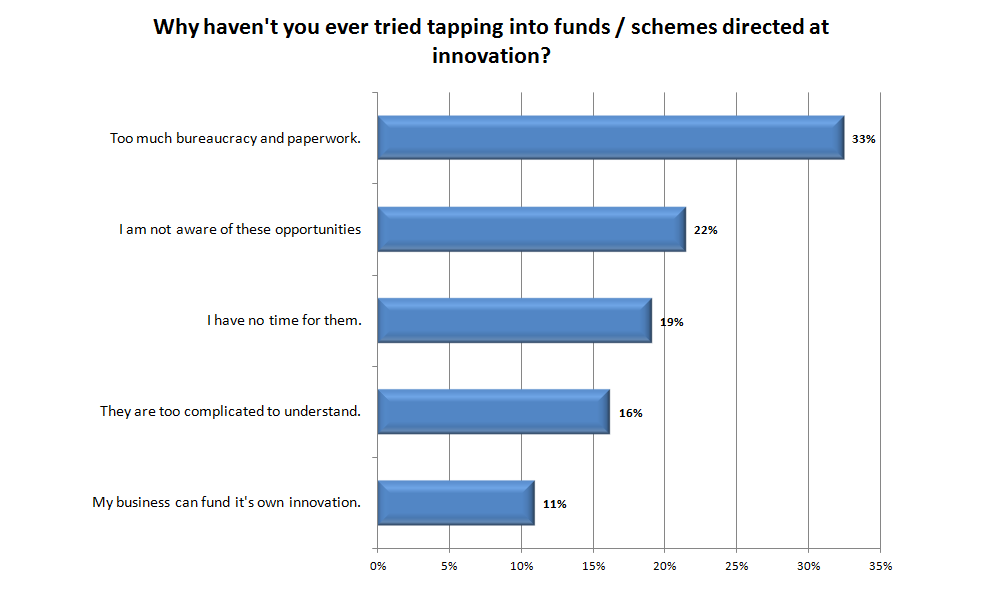 Why haven't you ever tried tapping into funds / schemes directed at
innovation?
Too much bureaucracy and paperwork.
33%
I am not aware of these opportunities
22%
I have no time for them.
19%
They are too complicated to understand.
16%
My business can fund it's own innovation.
11%
0%
5%
10%
15%
20%
25%
30%
35%